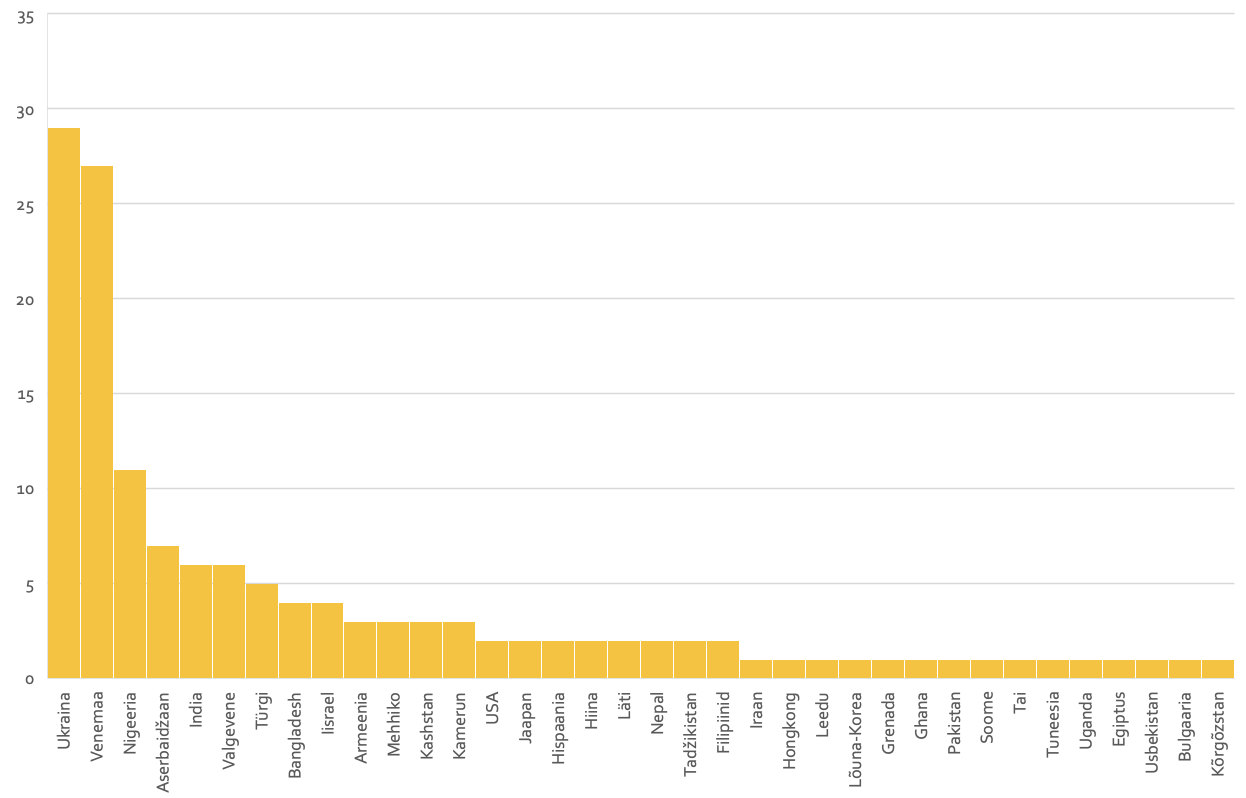 35
30
25
20
15
10
5
0
Ukraina
Venemaa
Nigeeria
Aserbaidžaan
India
Valgevene
Türgi
Bangladesh
Iisrael
Armeenia
Mehhiko
Kashstan
Kamerun
USA
Jaapan
Hispaania
Hiina
Läti
Nepal
Tadžikistan
Filipiinid
Iraan
Hongkong
Leedu
Lõuna-Korea
Grenada
Ghana
Pakistan
Soome
Tai
Tuneesia
Uganda
Egiptus
Usbekistan
Bulgaaris
Kõrgõzstan